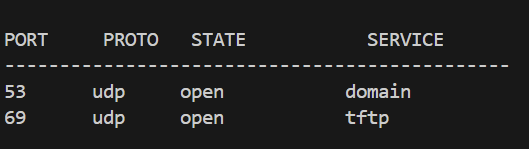 PORT PROTO STATE SERVICE
----------------------------------------------
53 udp open domain
69 udp open tftp